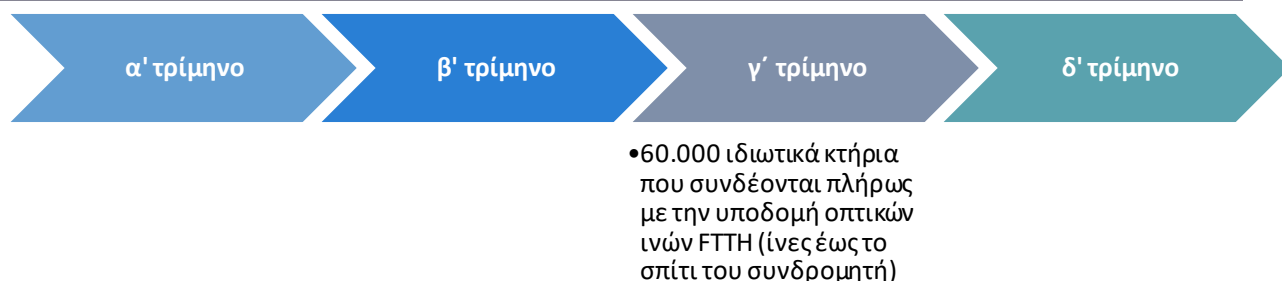 α' τρίμηνο
β' τρίμηνο
γ΄ τρίμηνο
δ' τρίμηνο
•60.000 ιδιωτικά κτήρια
που συνδέονται πλήρως
με την υποδομή οπτικών
ινών FTTH (ίνες έως το
σπίτι του συνδρομητή)